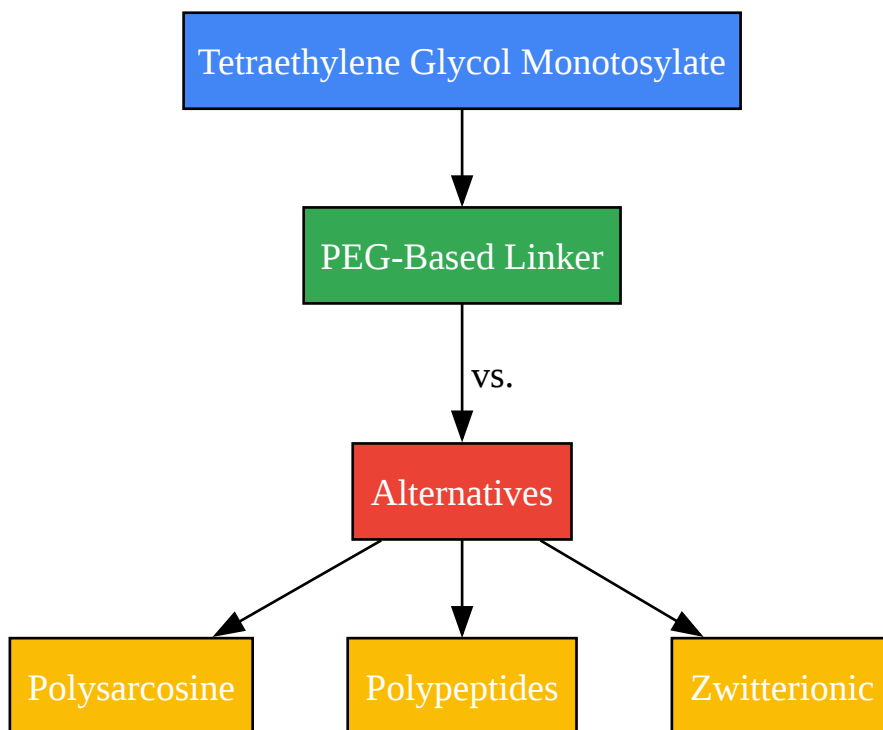 Tetraethylene Glycol Monotosylate
PEG-Based Linker
vs.
Alternatives
Polysarcosine
Polypeptides
Zwitterionic